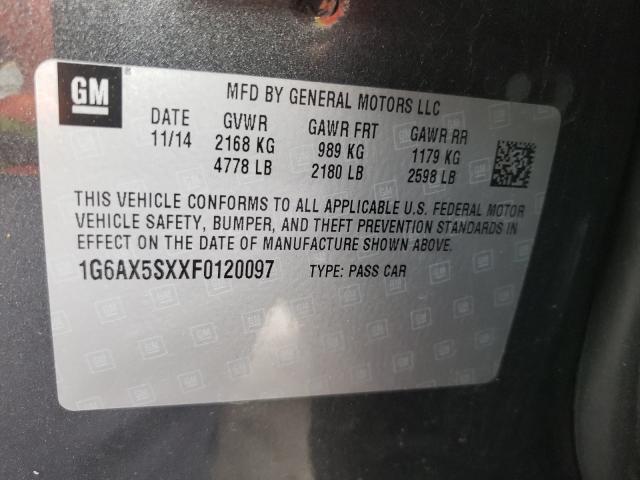 GM
MFD BY GENERAL MOTORS LLC
DATE GVWR GAWR FRT GAWR RR
11/14 2168 KG 989 KG 1179 KG
4778 LB 2180 LB 2598 LB
THIS VEHICLE CONFORMS TO ALL APPLICABLE U.S. FEDERAL MOTOR
VEHICLE SAFETY, BUMPER, AND THEFT PREVENTION STANDARDS IN
EFFECT ON THE DATE OF MANUFACTURE SHOWN ABOVE.
1G6AX5SXXF0120097 TYPE: PASS CAR